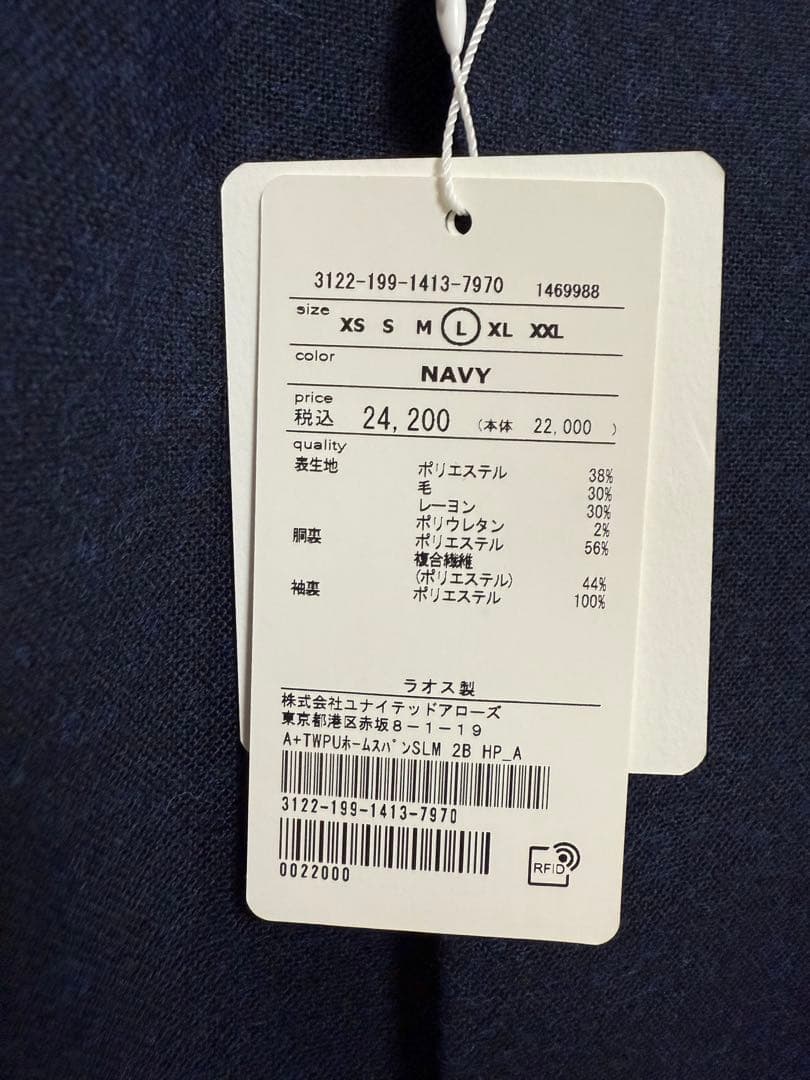 3122-199-1413-7970 1469988
size XS S M L XL XXL
color
NAVY
price
税込 24,200 (本体 22,000 )
quality
表生地 ポリエステル 38%
毛 30%
レーヨン 30%
ポリウレタン 2%
胴裏 ポリエステル 56%
複合繊維
(ポリエステル) 44%
袖裏 ポリエステル 100%
ラオス製
株式会社ユナイテッドアローズ
東京都港区赤坂8-1-19
A+TWPUホームスパンSLM 2B HP_A
3122-199-1413-7970
0022000
RFID